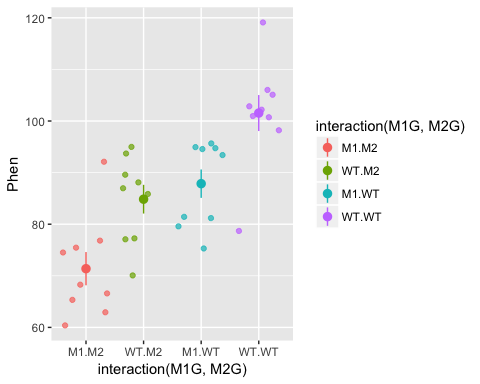 120
100
80
60
Phen
M1.M2 WT.M2 M1.WT WT.WT
interaction(M1G, M2G)
interaction(M1G, M2G)
M1.M2
WT.M2
M1.WT
WT.WT